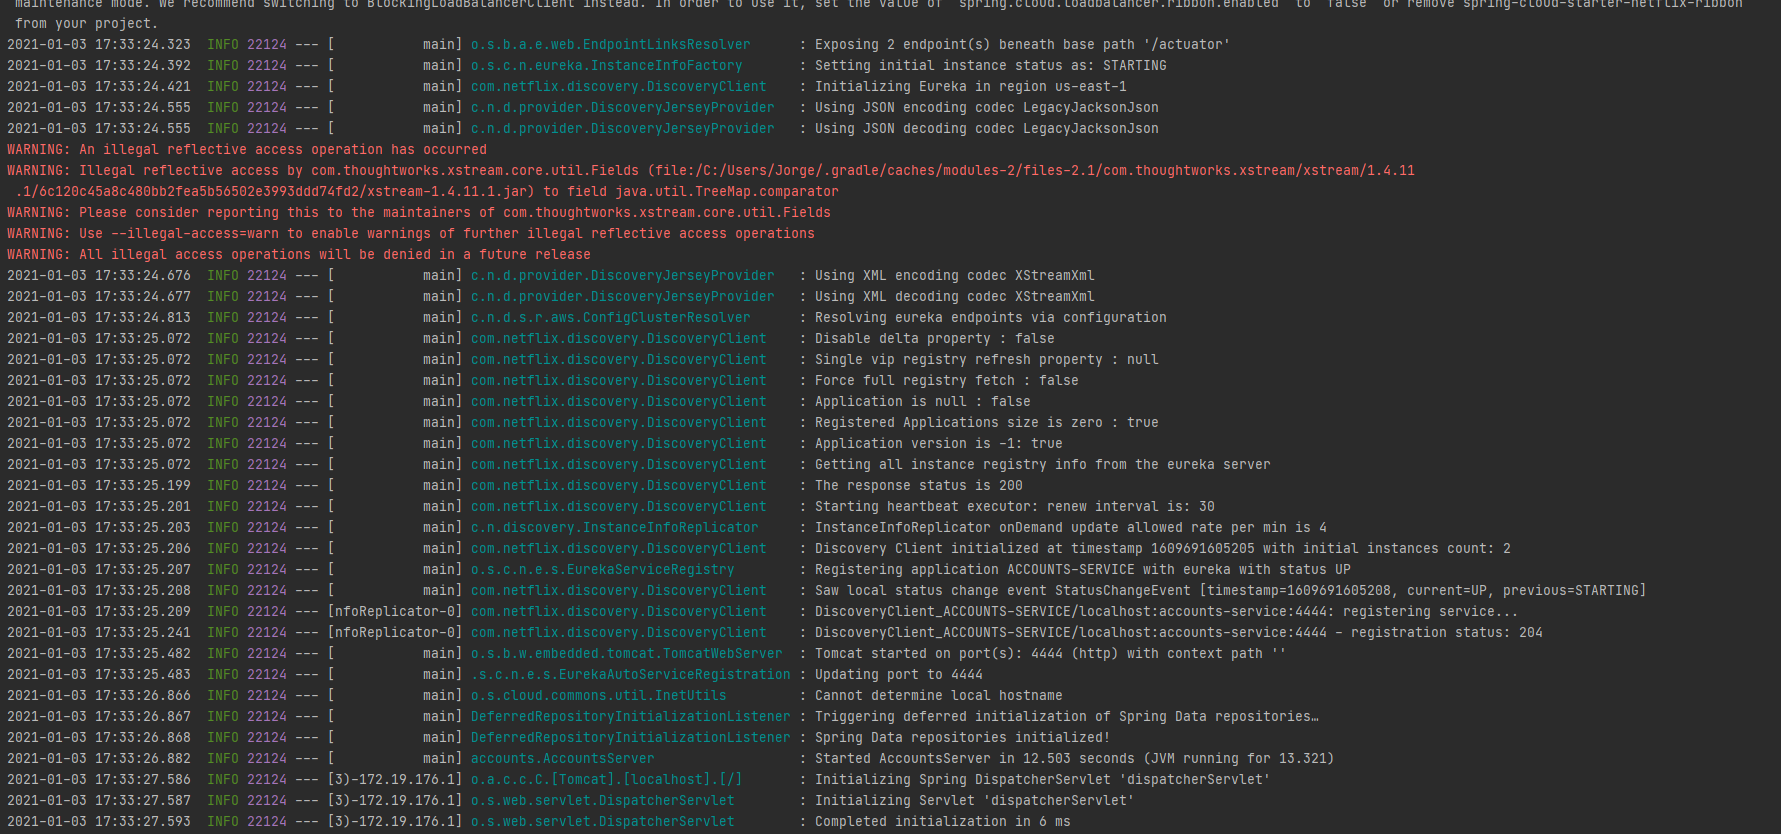 maintenance mode. We recommend switching to BlockingLoadBalancerClient instead. In order to use it, set the value of `spring.cloud.loadbalancer.ribbon.enabled` to `false` or remove spring-cloud-starter-netflix-ribbon
from your project.
2021-01-03 17:33:24.323  INFO 22124 --- [           main] o.s.b.a.e.web.EndpointLinksResolver      : Exposing 2 endpoint(s) beneath base path '/actuator'
2021-01-03 17:33:24.392  INFO 22124 --- [           main] o.s.c.n.eureka.InstanceInfoFactory       : Setting initial instance status as: STARTING
2021-01-03 17:33:24.421  INFO 22124 --- [           main] com.netflix.discovery.DiscoveryClient    : Initializing Eureka in region us-east-1
2021-01-03 17:33:24.555  INFO 22124 --- [           main] c.n.d.provider.DiscoveryJerseyProvider   : Using JSON encoding codec LegacyJacksonJson
2021-01-03 17:33:24.555  INFO 22124 --- [           main] c.n.d.provider.DiscoveryJerseyProvider   : Using JSON decoding codec LegacyJacksonJson
WARNING: An illegal reflective access operation has occurred
WARNING: Illegal reflective access by com.thoughtworks.xstream.core.util.Fields (file:/C:/Users/Jorge/.gradle/caches/modules-2/files-2.1/com.thoughtworks.xstream/xstream/1.4.11
.1/6c120c45a8c480bb2fea5b56502e3993ddd74fd2/xstream-1.4.11.1.jar) to field java.util.TreeMap.comparator
WARNING: Please consider reporting this to the maintainers of com.thoughtworks.xstream.core.util.Fields
WARNING: Use --illegal-access=warn to enable warnings of further illegal reflective access operations
WARNING: All illegal access operations will be denied in a future release
2021-01-03 17:33:24.676  INFO 22124 --- [           main] c.n.d.provider.DiscoveryJerseyProvider   : Using XML encoding codec XStreamXml
2021-01-03 17:33:24.677  INFO 22124 --- [           main] c.n.d.provider.DiscoveryJerseyProvider   : Using XML decoding codec XStreamXml
2021-01-03 17:33:24.813  INFO 22124 --- [           main] c.n.d.s.r.aws.ConfigClusterResolver      : Resolving eureka endpoints via configuration
2021-01-03 17:33:25.072  INFO 22124 --- [           main] com.netflix.discovery.DiscoveryClient    : Disable delta property : false
2021-01-03 17:33:25.072  INFO 22124 --- [           main] com.netflix.discovery.DiscoveryClient    : Single vip registry refresh property : null
2021-01-03 17:33:25.072  INFO 22124 --- [           main] com.netflix.discovery.DiscoveryClient    : Force full registry fetch : false
2021-01-03 17:33:25.072  INFO 22124 --- [           main] com.netflix.discovery.DiscoveryClient    : Application is null : false
2021-01-03 17:33:25.072  INFO 22124 --- [           main] com.netflix.discovery.DiscoveryClient    : Registered Applications size is zero : true
2021-01-03 17:33:25.072  INFO 22124 --- [           main] com.netflix.discovery.DiscoveryClient    : Application version is -1: true
2021-01-03 17:33:25.072  INFO 22124 --- [           main] com.netflix.discovery.DiscoveryClient    : Getting all instance registry info from the eureka server
2021-01-03 17:33:25.199  INFO 22124 --- [           main] com.netflix.discovery.DiscoveryClient    : The response status is 200
2021-01-03 17:33:25.201  INFO 22124 --- [           main] com.netflix.discovery.DiscoveryClient    : Starting heartbeat executor: renew interval is: 30
2021-01-03 17:33:25.203  INFO 22124 --- [           main] c.n.discovery.InstanceInfoReplicator     : InstanceInfoReplicator onDemand update allowed rate per min is 4
2021-01-03 17:33:25.206  INFO 22124 --- [           main] com.netflix.discovery.DiscoveryClient    : Discovery Client initialized at timestamp 1609691605205 with initial instances count: 2
2021-01-03 17:33:25.207  INFO 22124 --- [           main] o.s.c.n.e.s.EurekaServiceRegistry        : Registering application ACCOUNTS-SERVICE with eureka with status UP
2021-01-03 17:33:25.208  INFO 22124 --- [           main] com.netflix.discovery.DiscoveryClient    : Saw local status change event StatusChangeEvent [timestamp=1609691605208, current=UP, previous=STARTING]
2021-01-03 17:33:25.209  INFO 22124 --- [nfoReplicator-0] com.netflix.discovery.DiscoveryClient    : DiscoveryClient_ACCOUNTS-SERVICE/localhost:accounts-service:4444: registering service...
2021-01-03 17:33:25.241  INFO 22124 --- [nfoReplicator-0] com.netflix.discovery.DiscoveryClient    : DiscoveryClient_ACCOUNTS-SERVICE/localhost:accounts-service:4444 - registration status: 204
2021-01-03 17:33:25.482  INFO 22124 --- [           main] o.s.b.w.embedded.tomcat.TomcatWebServer  : Tomcat started on port(s): 4444 (http) with context path ''
2021-01-03 17:33:25.483  INFO 22124 --- [           main] .s.c.n.e.s.EurekaAutoServiceRegistration : Updating port to 4444
2021-01-03 17:33:26.866  INFO 22124 --- [           main] o.s.cloud.commons.util.InetUtils         : Cannot determine local hostname
2021-01-03 17:33:26.867  INFO 22124 --- [           main] DeferredRepositoryInitializationListener : Triggering deferred initialization of Spring Data repositories…
2021-01-03 17:33:26.868  INFO 22124 --- [           main] DeferredRepositoryInitializationListener : Spring Data repositories initialized!
2021-01-03 17:33:26.882  INFO 22124 --- [           main] accounts.AccountsServer                  : Started AccountsServer in 12.503 seconds (JVM running for 13.321)
2021-01-03 17:33:27.586  INFO 22124 --- [3)-172.19.176.1] o.a.c.c.C.[Tomcat].[localhost].[/]       : Initializing Spring DispatcherServlet 'dispatcherServlet'
2021-01-03 17:33:27.587  INFO 22124 --- [3)-172.19.176.1] o.s.web.servlet.DispatcherServlet        : Initializing Servlet 'dispatcherServlet'
2021-01-03 17:33:27.593  INFO 22124 --- [3)-172.19.176.1] o.s.web.servlet.DispatcherServlet        : Completed initialization in 6 ms